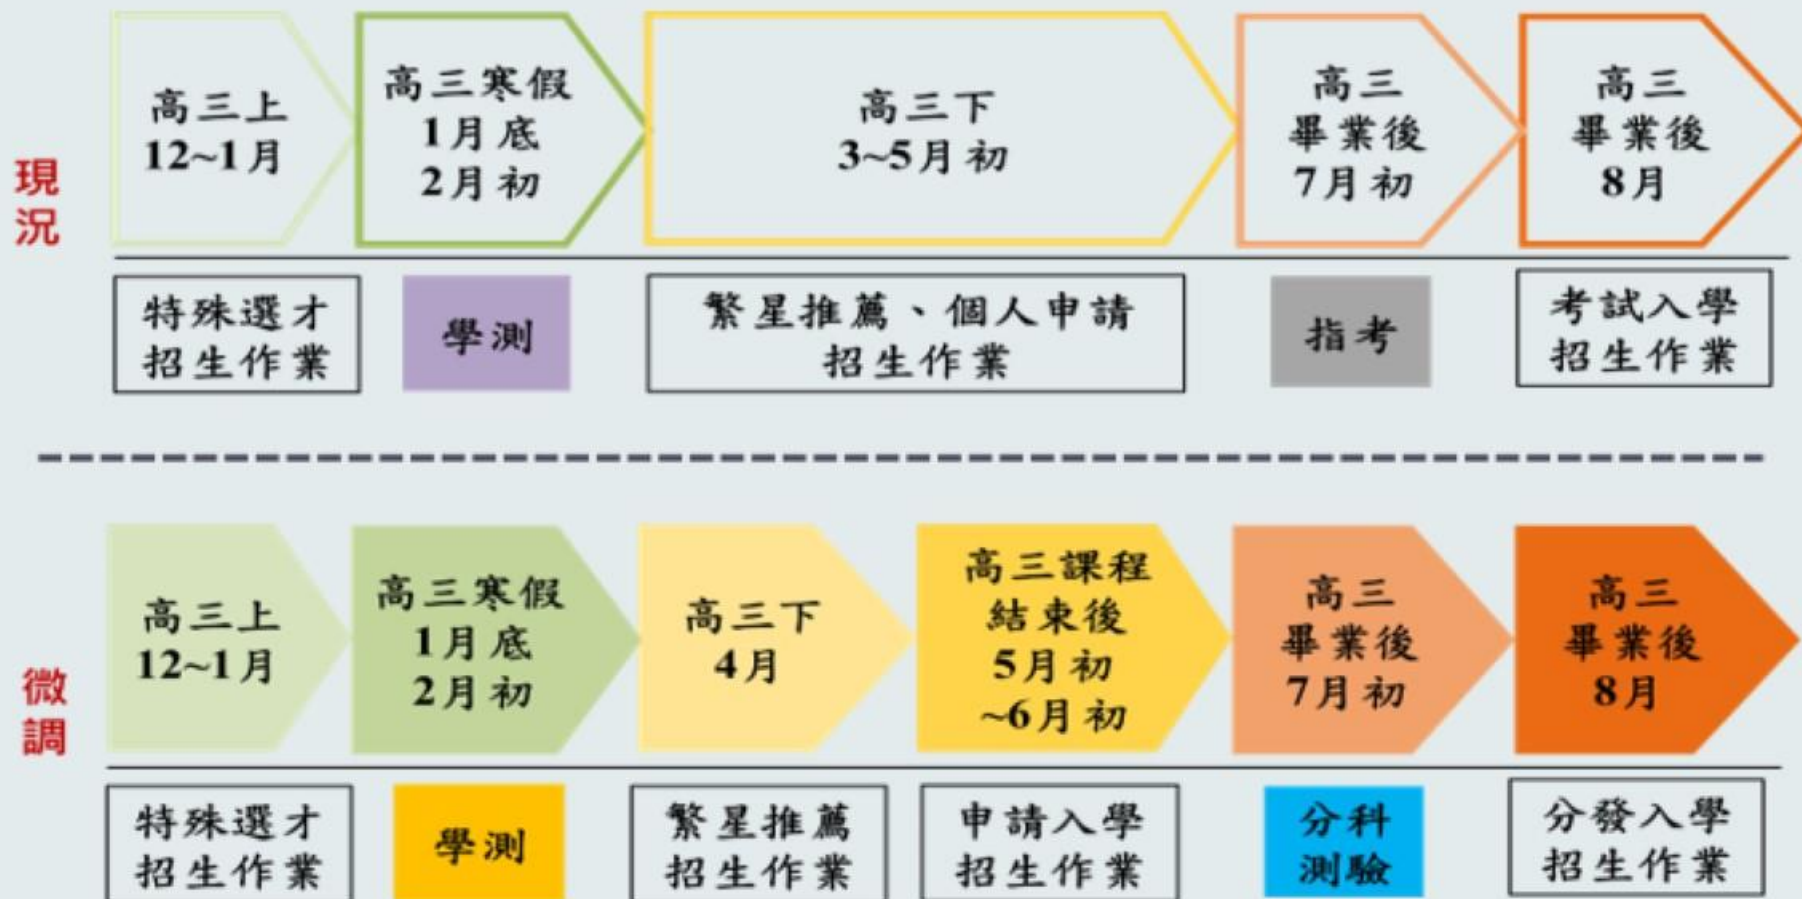 現況
高三上
12~1月
高三寒假
1月底
2月初
高三下
3~5月初
高三
畢業後
7月初
高三
畢業後
8月
特殊選才
招生作業
學測
繁星推薦、個人申請
招生作業
指考
考試入學
招生作業
微調
高三上
12~1月
高三寒假
1月底
2月初
高三下
4月
高三課程
結束後
5月初
~6月初
高三
畢業後
7月初
高三
畢業後
8月
特殊選才
招生作業
學測
繁星推薦
招生作業
申請入學
招生作業
分科
測驗
分發入學
招生作業